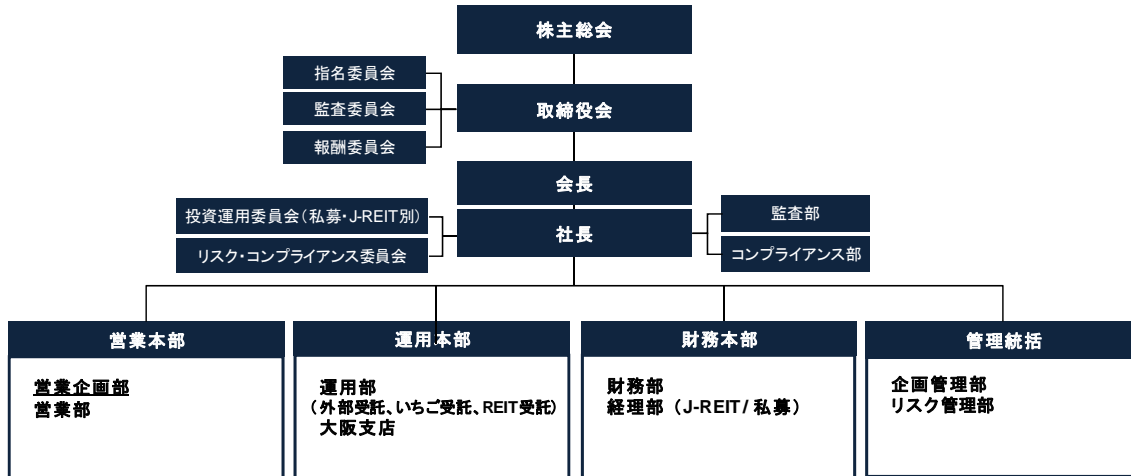 株主総会
指名委員会
監査委員会
報酬委員会
取締役会
会長
投資運用委員会（私募・J-REIT別）
リスク・コンプライアンス委員会
社長
監査部
コンプライアンス部
営業本部
営業企画部
営業部
運用本部
運用部
（外部受託、いちご受託、REIT受託）
大阪支店
財務本部
財務部
経理部（J-REIT/私募）
管理統括
企画管理部
リスク管理部